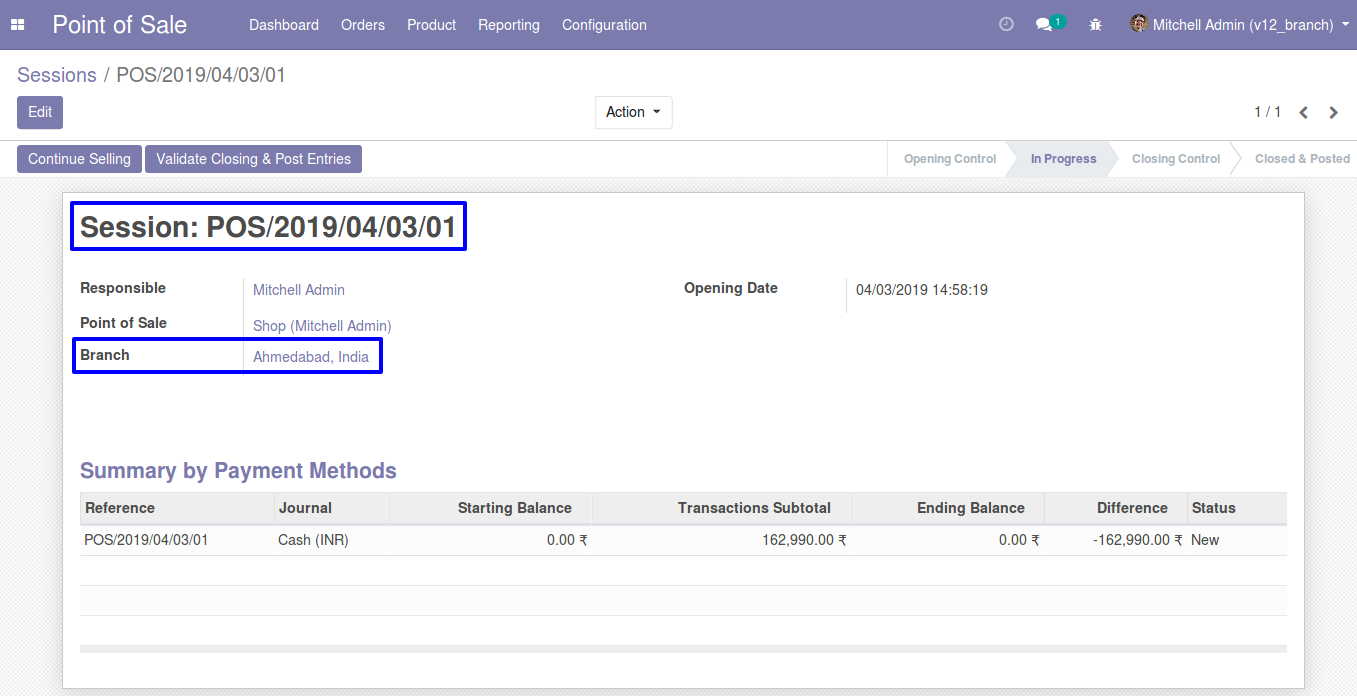 Point of Sale Dashboard Orders Product Reporting Configuration 1 Mitchell Admin (v12_branch)
Sessions / POS/2019/04/03/01
Edit Action 1 / 1
Continue Selling Validate Closing & Post Entries Opening Control In Progress Closing Control Closed & Posted
Session: POS/2019/04/03/01
Responsible Mitchell Admin Opening Date 04/03/2019 14:58:19
Point of Sale Shop (Mitchell Admin)
Branch Ahmedabad, India
Summary by Payment Methods
Reference Journal Starting Balance Transactions Subtotal Ending Balance Difference Status
POS/2019/04/03/01 Cash (INR) 0.00 ₹ 162,990.00 ₹ 0.00 ₹ -162,990.00 ₹ New